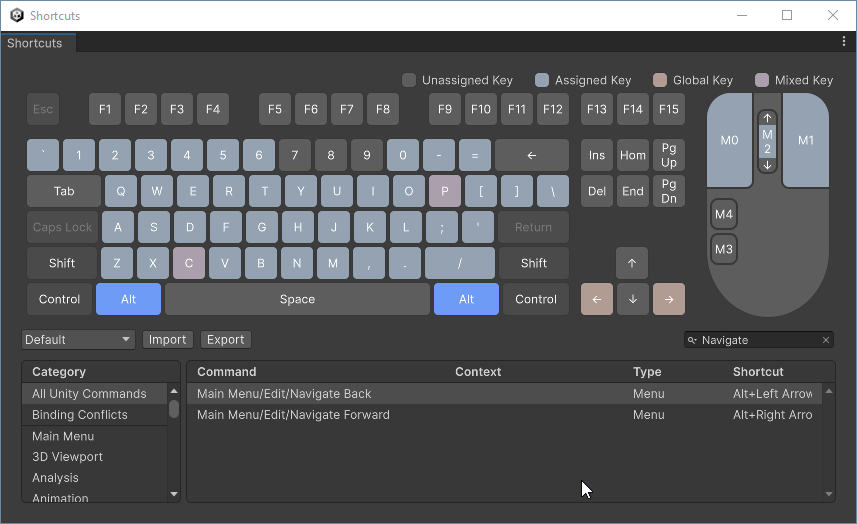 Shortcuts
Shortcuts
Unassigned Key Assigned Key Global Key Mixed Key
Esc F1 F2 F3 F4 F5 F6 F7 F8 F9 F10 F11 F12 F13 F14 F15
` 1 2 3 4 5 6 7 8 9 0 - = ← Ins Hom Pg Up
Tab Q W E R T Y U I O P [ ] \ Del End Pg Dn
Caps Lock A S D F G H J K L ; ' Return
Shift Z X C V B N M , . / Shift ↑
Control Alt Space Alt Control ← ↓ →
M0 ↑ M2 ↓ M1
M4
M3
Default Import Export Navigate
Category
All Unity Commands
Binding Conflicts
Main Menu
3D Viewport
Analysis
Animation
Command Context Type Shortcut
Main Menu/Edit/Navigate Back Menu Alt+Left Arrow
Main Menu/Edit/Navigate Forward Menu Alt+Right Arro